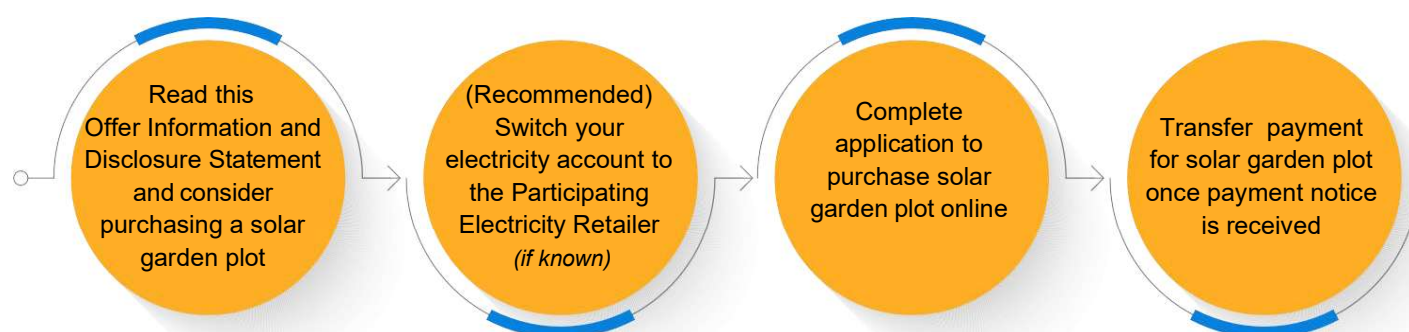 Read this
Offer Information and
Disclosure Statement
and consider
purchasing a solar
garden plot
(Recommended)
Switch your
electricity account to
the Participating
Electricity Retailer
(if known)
Complete
application to
purchase solar
garden plot online
Transfer payment
for solar garden plot
once payment notice
is received